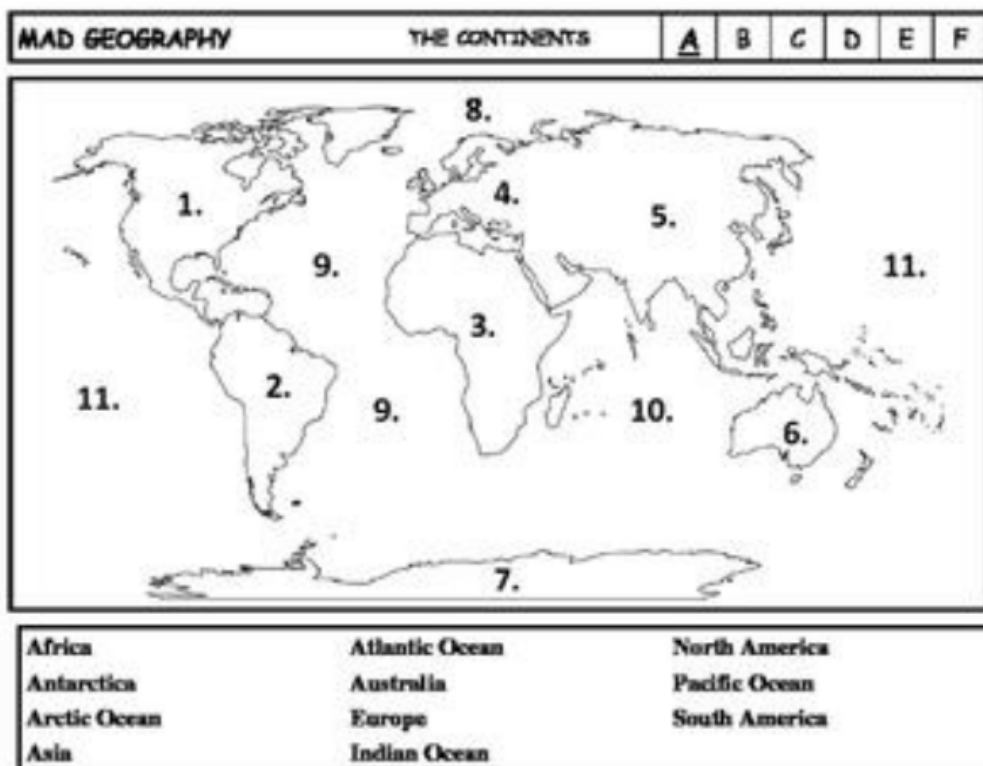 MAD GEOGRAPHY THE CONTINENTS A B C D E F
8.
1. 4. 5.
9. 11.
3.
11. 2. 9. 10. 6.
7.
Africa Atlantic Ocean North America
Antarctica Australia Pacific Ocean
Arctic Ocean Europe South America
Asia Indian Ocean